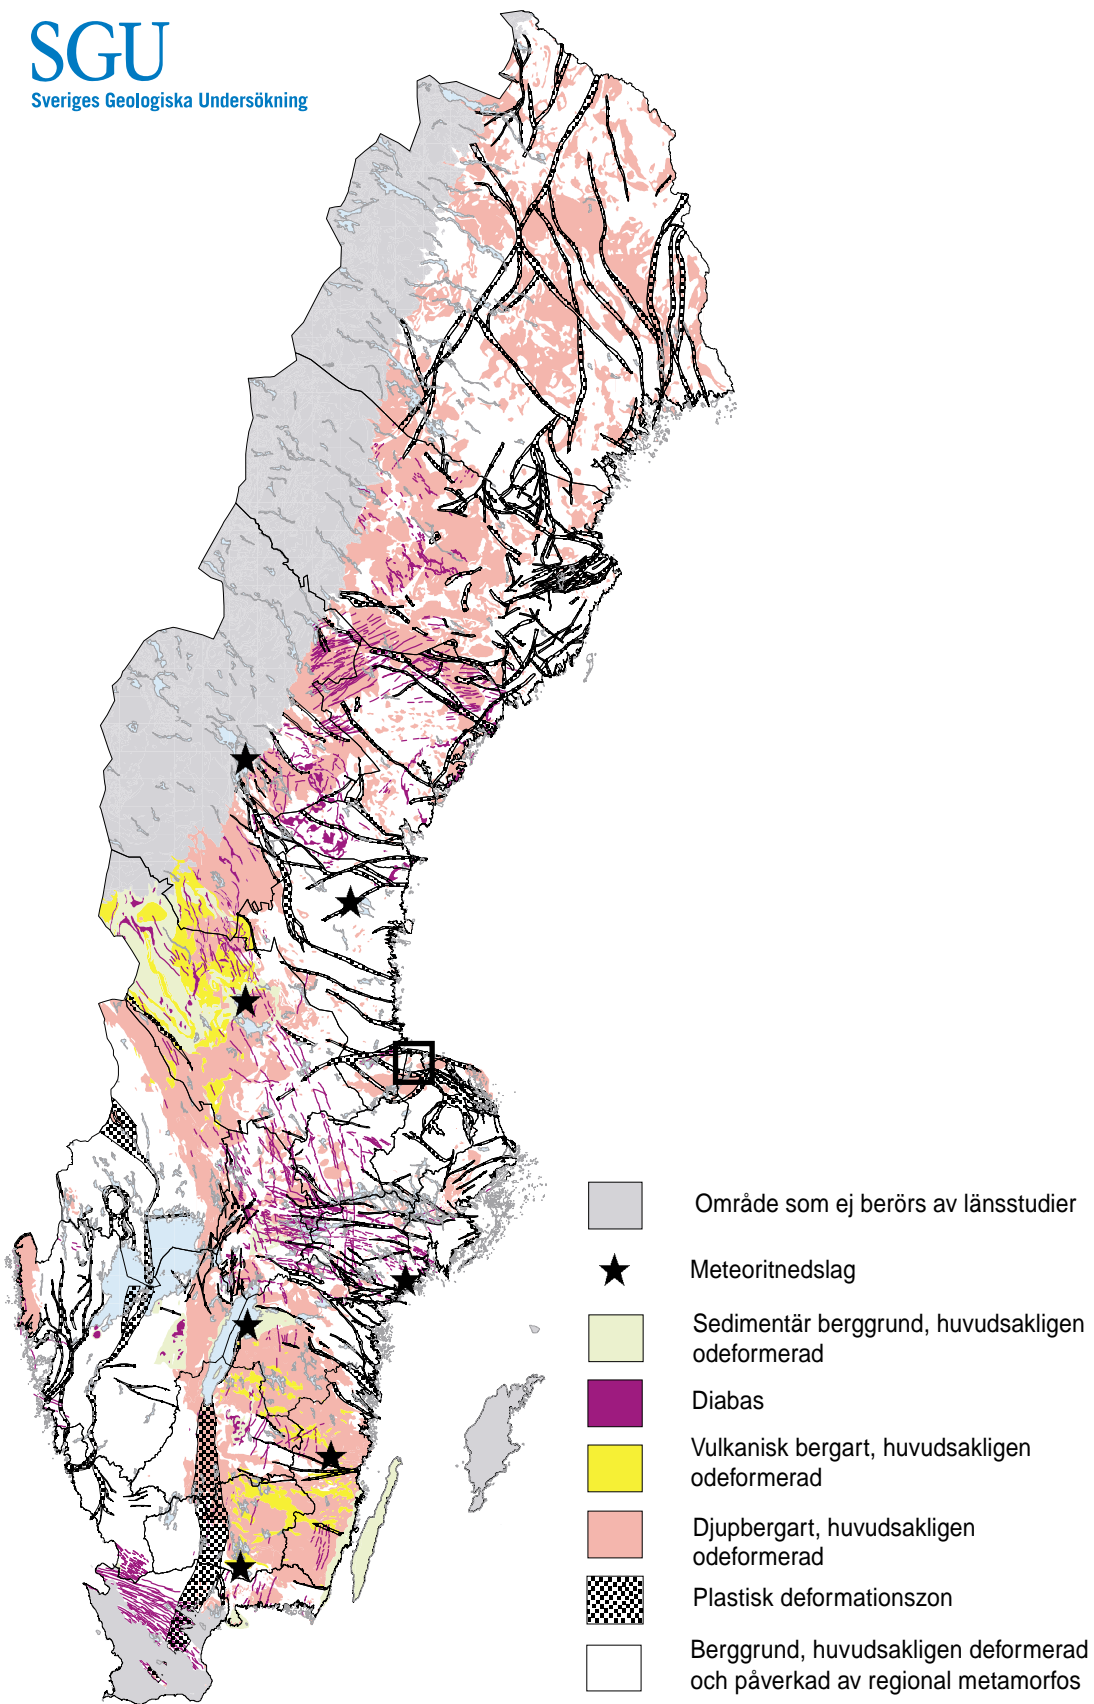 SGU
Sveriges Geologiska Undersökning
Område som ej berörs av länsstudier
Meteoritnedslag
Sedimentär berggrund, huvudsakligen
odeformerad
Diabas
Vulkanisk bergart, huvudsakligen
odeformerad
Djupbergart, huvudsakligen
odeformerad
Plastisk deformationszon
Berggrund, huvudsakligen deformerad
och påverkad av regional metamorfos